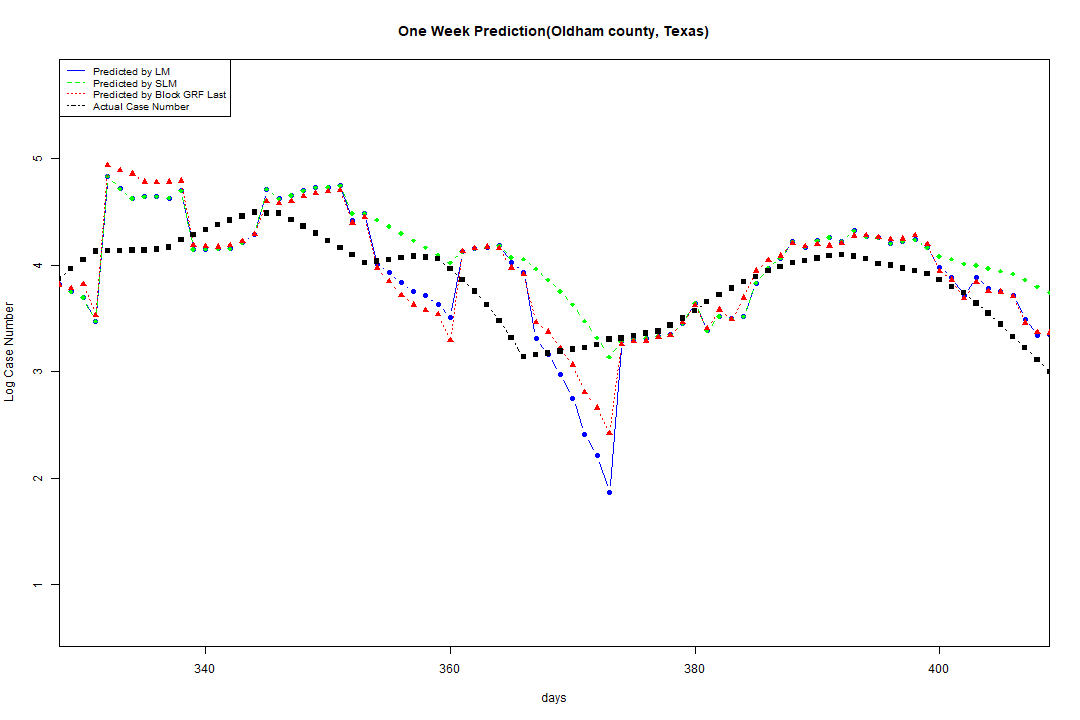 One Week Prediction(Oldham county, Texas)
Predicted by LM
Predicted by SLM
Predicted by Block GRF Last
Actual Case Number
5
4
3
2
1
Log Case Number
340
360
380
400
days